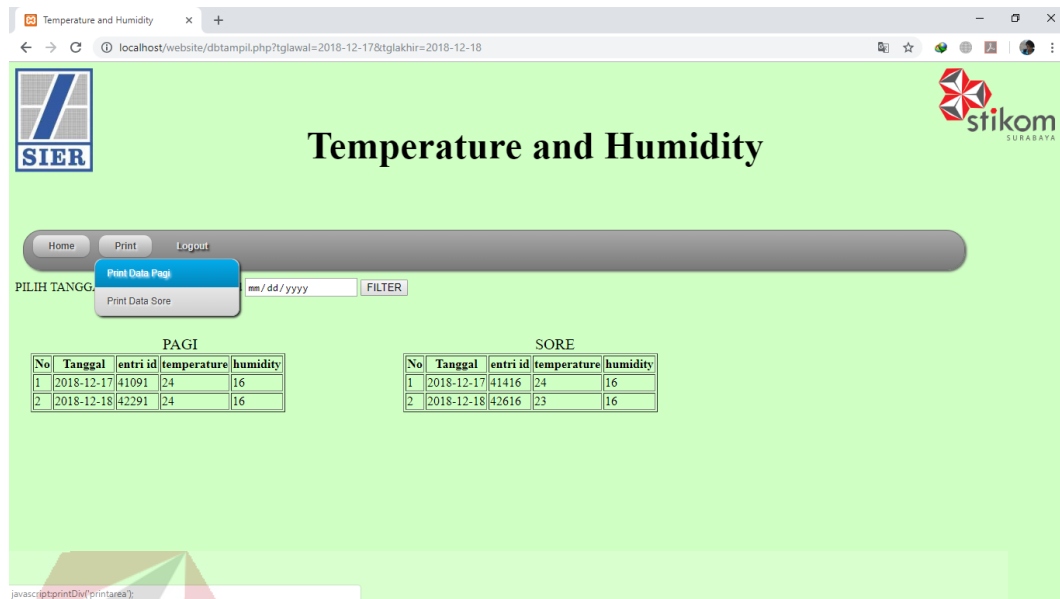 Temperature and Humidity
localhost/website/dbtampil.php?tglawal=2018-12-17&tglakhir=2018-12-18
SIER
stikom
SURABAYA
Temperature and Humidity
Home Print Logout
Print Data Pagi
Print Data Sore
PILIH TANGG mm/dd/yyyy FILTER
PAGI
No Tanggal entri id temperature humidity
1 2018-12-17 41091 24 16
2 2018-12-18 42291 24 16
SORE
No Tanggal entri id temperature humidity
1 2018-12-17 41416 24 16
2 2018-12-18 42616 23 16
javascript:printDiv('printarea');